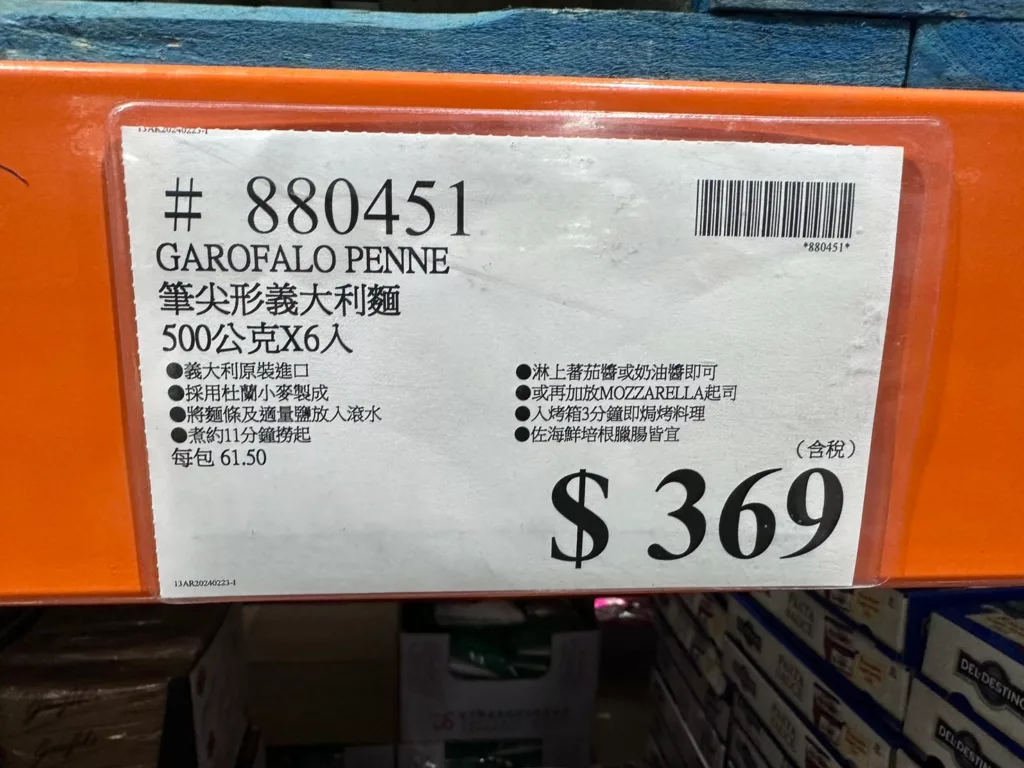 13AR20240223-1
# 880451
*880451*
GAROFALO PENNE
筆尖形義大利麵
500公克X6入
●義大利原裝進口
●採用杜蘭小麥製成
●將麵條及適量鹽放入滾水
●煮約11分鐘撈起
每包 61.50
●淋上蕃茄醬或奶油醬即可
●或再加放MOZZARELLA起司
●入烤箱3分鐘即焗烤料理
●佐海鮮培根臘腸皆宜
(含稅)
$ 369
13AR20240223-1
PASTA
PASTA
DEL·DESTINO
DEL·DESTINO